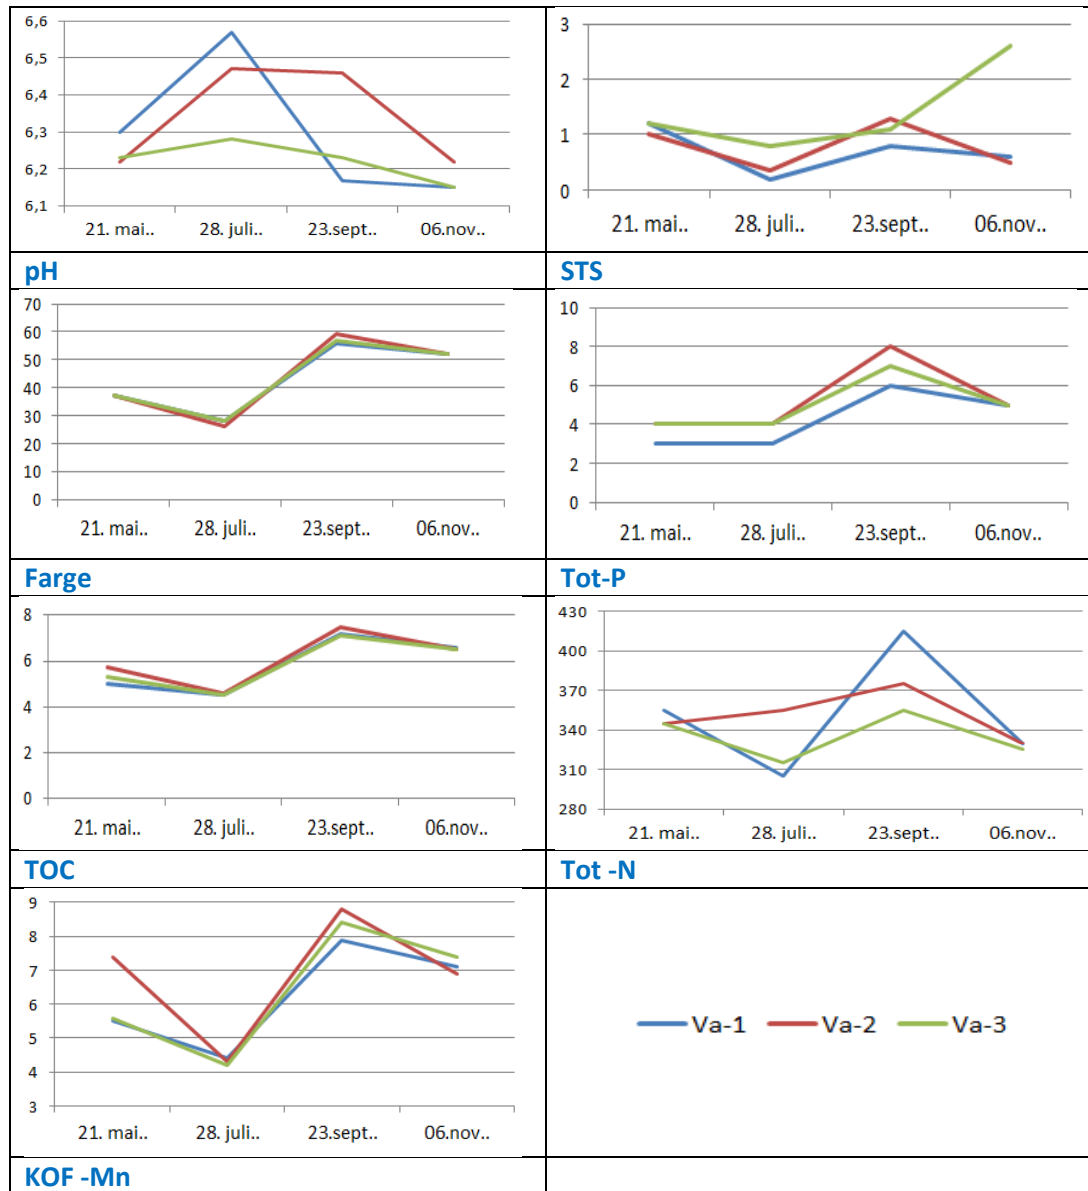 6,6
6,5
6,4
6,3
6,2
6,1
21. mai.. 28. juli.. 23.sept.. 06.nov..
3
2
1
0
21. mai.. 28. juli.. 23.sept.. 06.nov..
pH
STS
70
60
50
40
30
20
10
0
21. mai.. 28. juli.. 23.sept.. 06.nov..
10
8
6
4
2
0
21. mai.. 28. juli.. 23.sept.. 06.nov..
Farge
Tot-P
8
6
4
2
0
21. mai.. 28. juli.. 23.sept.. 06.nov..
430
400
370
340
310
280
21. mai.. 28. juli.. 23.sept.. 06.nov..
TOC
Tot -N
9
8
7
6
5
4
3
21. mai.. 28. juli.. 23.sept.. 06.nov..
Va-1 Va-2 Va-3
KOF -Mn